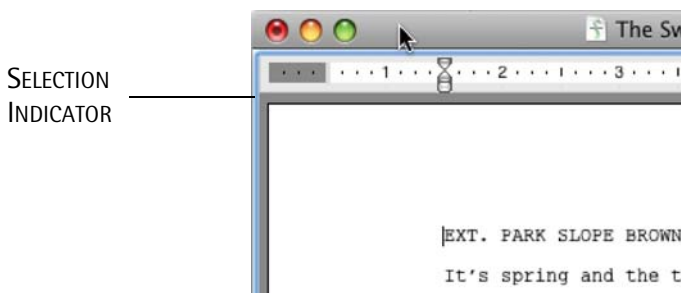 The Sw
1 2 3
SELECTION
INDICATOR
EXT. PARK SLOPE BROWN
It's spring and the t